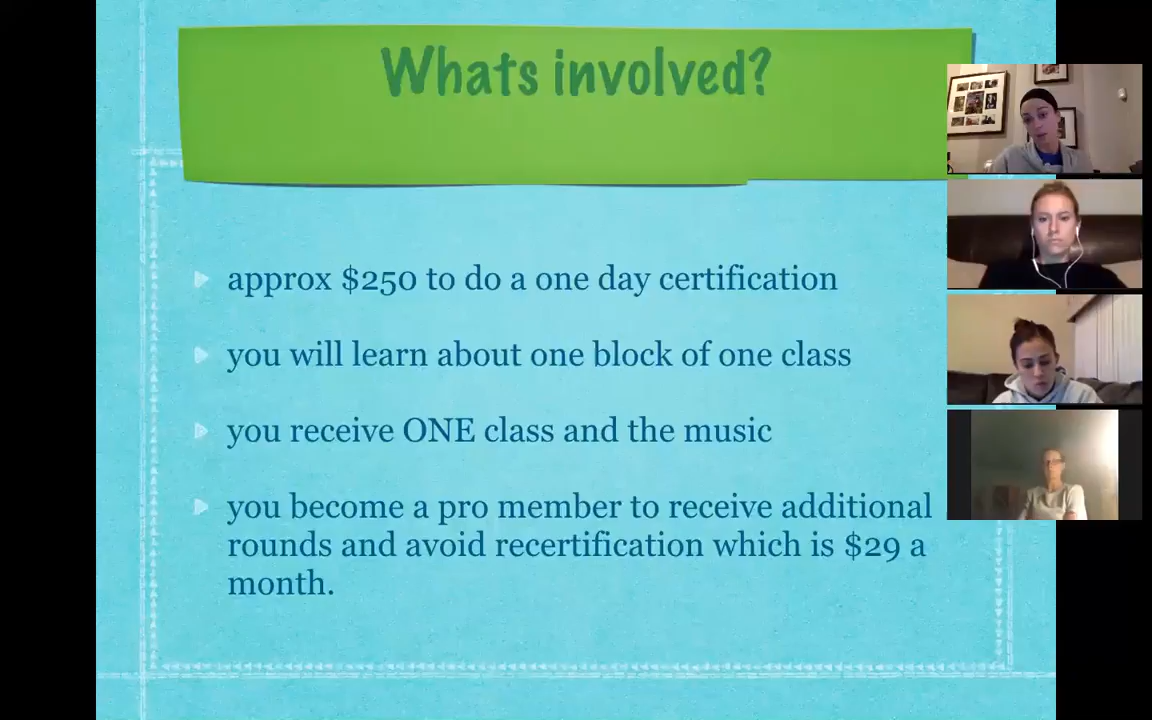 Whats involved?
approx $250 to do a one day certification
you will learn about one block of one class
you receive ONE class and the music
you become a pro member to receive additional
rounds and avoid recertification which is $29 a
month.